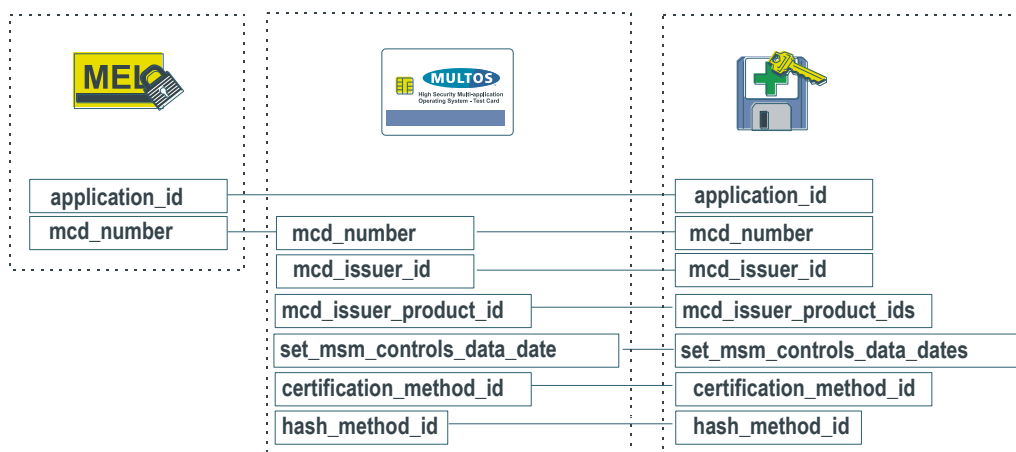 MEL
MULTOS
High Security Multi-application
Operating System - Test Card
application_id
application_id
mcd_number
mcd_number
mcd_number
mcd_issuer_id
mcd_issuer_id
mcd_issuer_product_id
mcd_issuer_product_ids
set_msm_controls_data_date
set_msm_controls_data_dates
certification_method_id
certification_method_id
hash_method_id
hash_method_id